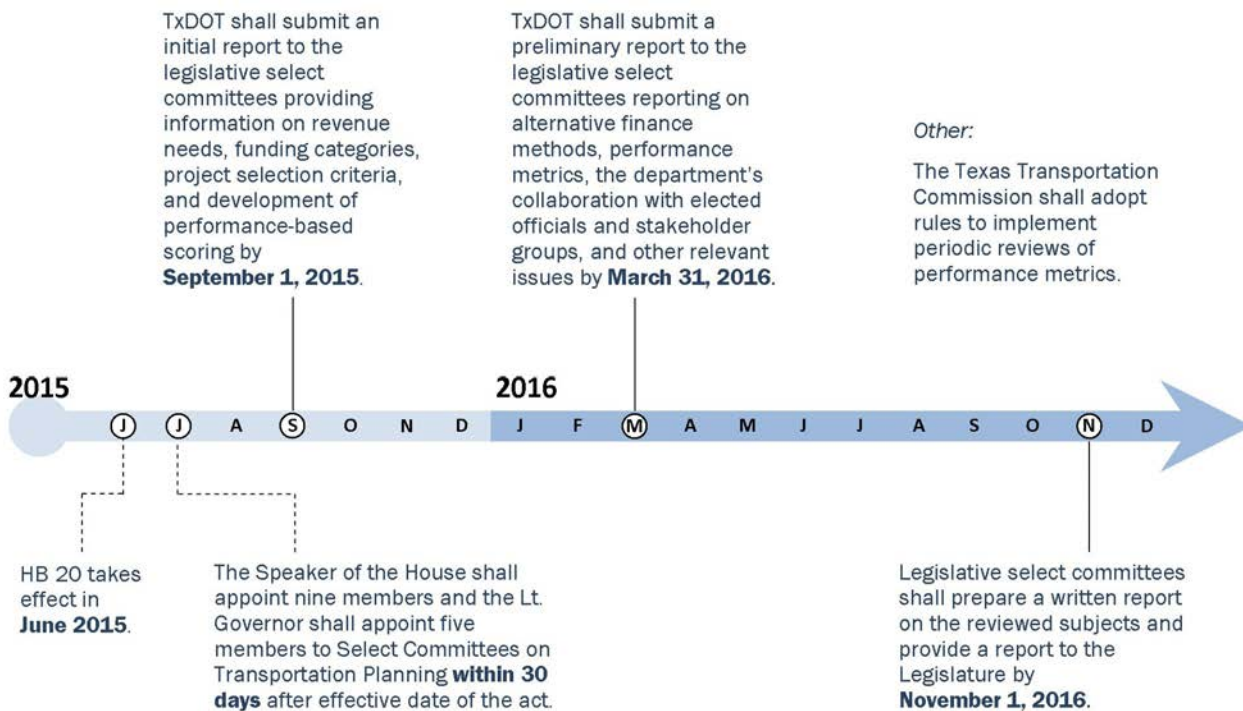 TxDOT shall submit an
initial report to the
legislative select
committees providing
information on revenue
needs, funding categories,
project selection criteria,
and development of
performance-based
scoring by
September 1, 2015.
TxDOT shall submit a
preliminary report to the
legislative select
committees reporting on
alternative finance
methods, performance
metrics, the department's
collaboration with elected
officials and stakeholder
groups, and other relevant
issues by March 31, 2016.
Other:
The Texas Transportation
Commission shall adopt
rules to implement
periodic reviews of
performance metrics.
2015 2016
J J A S O N D J F M A M J J A S O N D
HB 20 takes
effect in
June 2015.
The Speaker of the House shall
appoint nine members and the Lt.
Governor shall appoint five
members to Select Committees on
Transportation Planning within 30
days after effective date of the act.
Legislative select committees
shall prepare a written report
on the reviewed subjects and
provide a report to the
Legislature by
November 1, 2016.